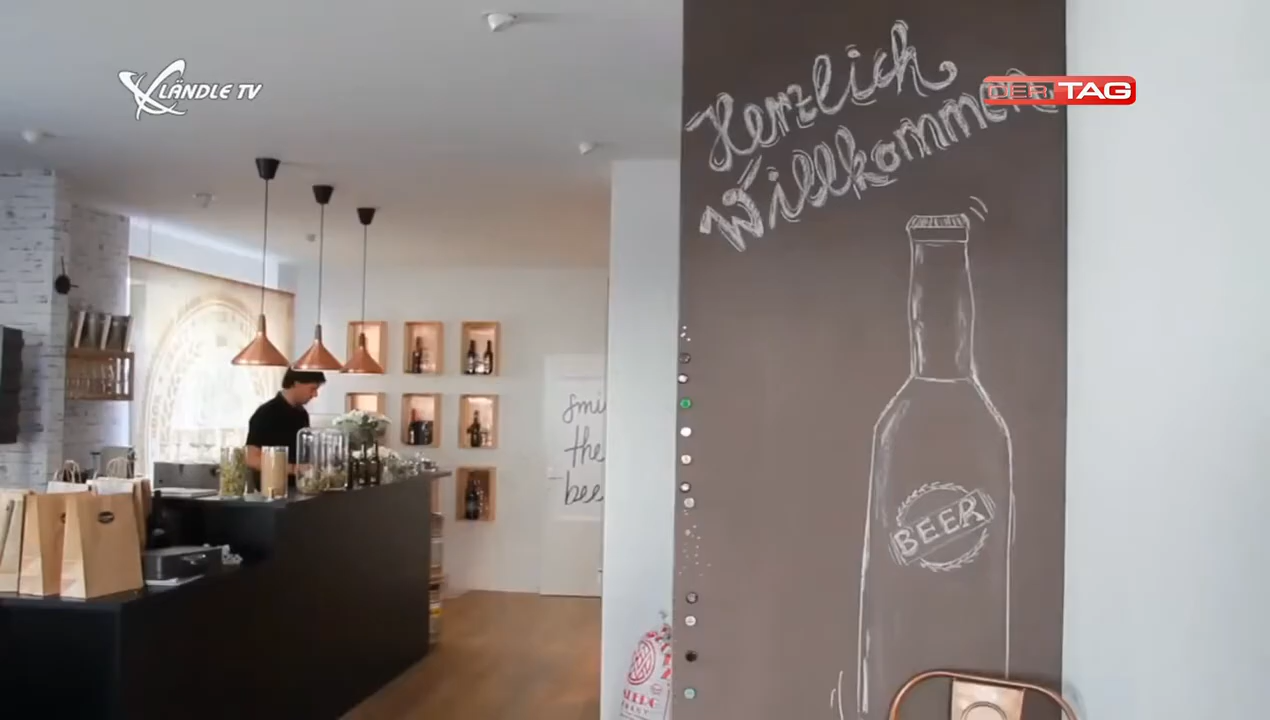 LÄNDLE TV
DER TAG
Herzlich
Willkommen
BEER
Smi
the
bee